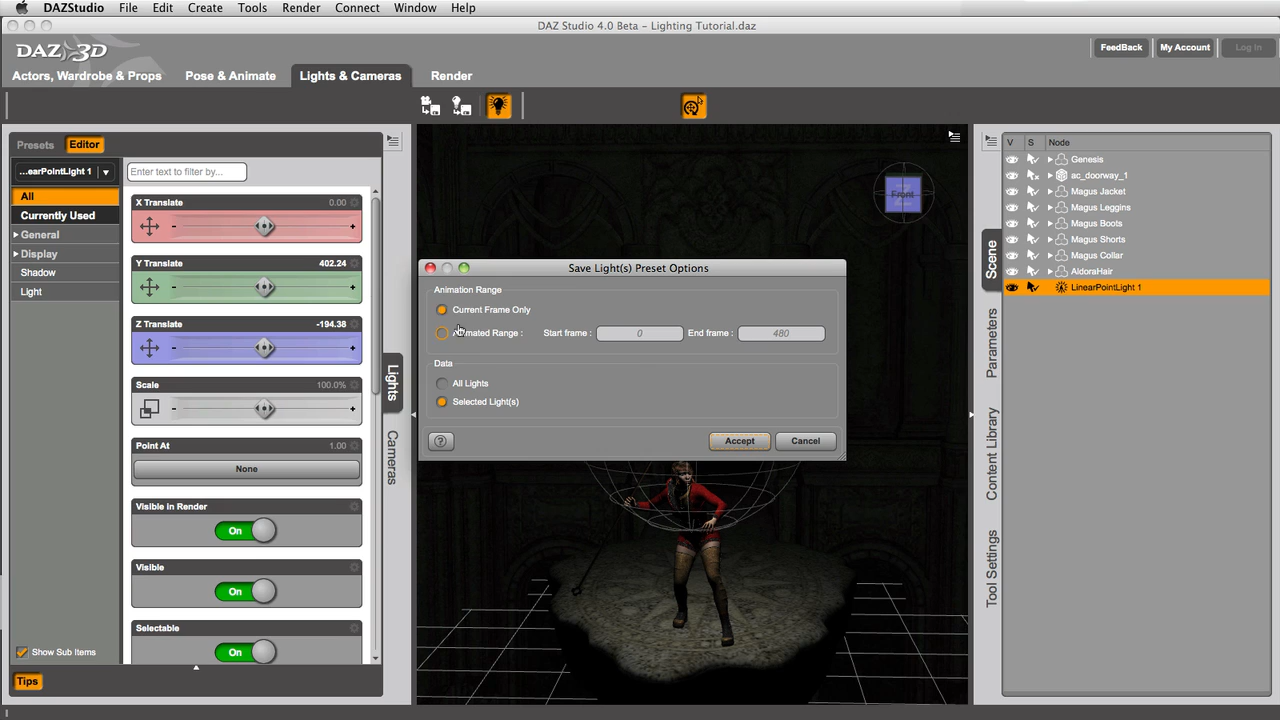 DAZStudio File Edit Create Tools Render Connect Window Help
DAZ Studio 4.0 Beta - Lighting Tutorial.daz
DAZ 3D
FeedBack My Account Log In
Actors, Wardrobe & Props Pose & Animate Lights & Cameras Render
Presets Editor
...earPointLight 1
Enter text to filter by...
All
Currently Used
General
Display
Shadow
Light
Show Sub Items
Tips
X Translate 0.00
- +
Y Translate 402.24
- +
Z Translate -194.38
- +
Scale 100.0%
- +
Point At 1.00
None
Visible in Render
On
Visible
On
Selectable
On
Lights
Cameras
Front
Save Light(s) Preset Options
Animation Range
Current Frame Only
Animated Range : Start frame : 0 End frame : 480
Data
All Lights
Selected Light(s)
? Accept Cancel
Scene
Parameters
Content Library
Tool Settings
V S Node
Genesis
ac_doorway_1
Magus Jacket
Magus Leggins
Magus Boots
Magus Shorts
Magus Collar
AldoraHair
LinearPointLight 1